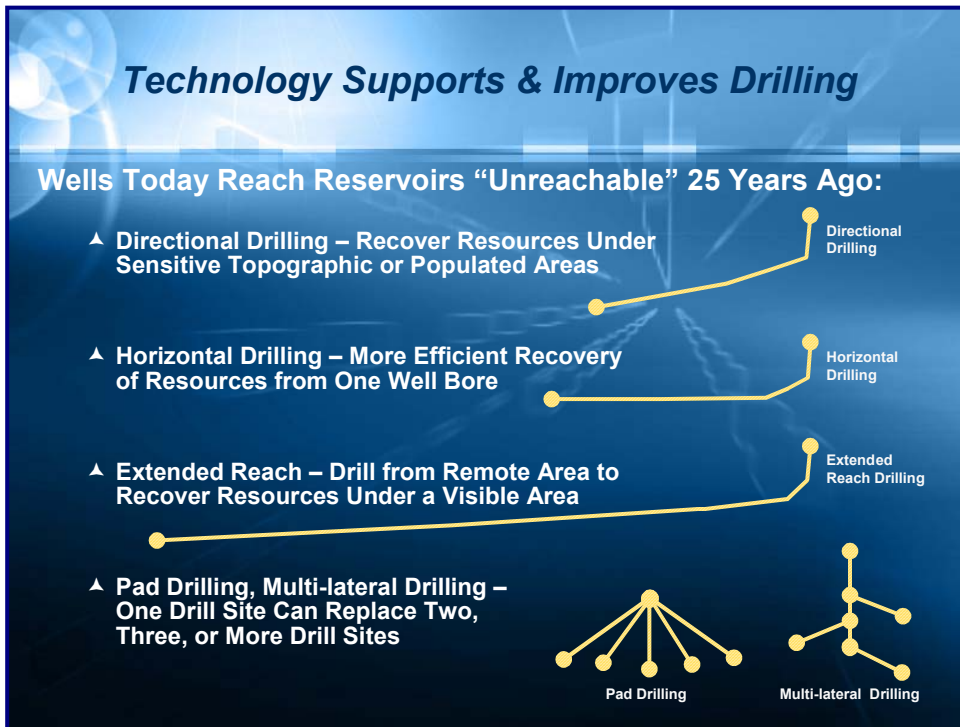 Technology Supports & Improves Drilling
Wells Today Reach Reservoirs “Unreachable” 25 Years Ago:
Directional Drilling – Recover Resources Under
Sensitive Topographic or Populated Areas
Directional
Drilling
Horizontal Drilling – More Efficient Recovery
of Resources from One Well Bore
Horizontal
Drilling
Extended Reach – Drill from Remote Area to
Recover Resources Under a Visible Area
Extended
Reach Drilling
Pad Drilling, Multi-lateral Drilling –
One Drill Site Can Replace Two,
Three, or More Drill Sites
Pad Drilling
Multi-lateral Drilling